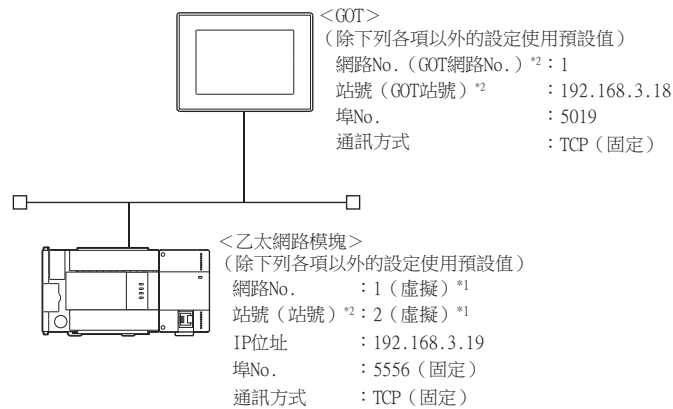 ＜GOT＞
（除下列各項以外的設定使用預設值）
網路No.（GOT網路No.）*2：1
站號（GOT站號）*2：192.168.3.18
埠No.：5019
通訊方式：TCP（固定）
＜乙太網路模塊＞
（除下列各項以外的設定使用預設值）
網路No.：1（虛擬）*1
站號（站號）*2：2（虛擬）*1
IP位址：192.168.3.19
埠No.：5556（固定）
通訊方式：TCP（固定）